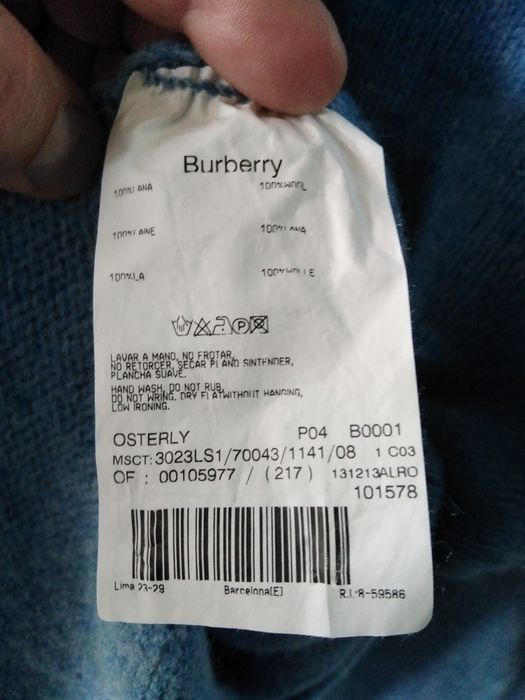 Burberry
100% LANA 100% WOOL
100% LAINE 100% LANA
100% LA 100% WOLLE
LAVAR A MANO, NO FROTAR,
NO RETORCER, SECAR PLANO SIN TENDER,
PLANCHA SUAVE.
HAND WASH, DO NOT RUB,
DO NOT WRING, DRY FLAT WITHOUT HANGING,
LOW IRONING.
OSTERLY P04 B0001
MSCT: 3023LS1/70043/1141/08 1 C03
OF : 00105977 / (217) 131213ALRO
101578
Lima 23-29 Barcelona(E) R.I. 8-59586